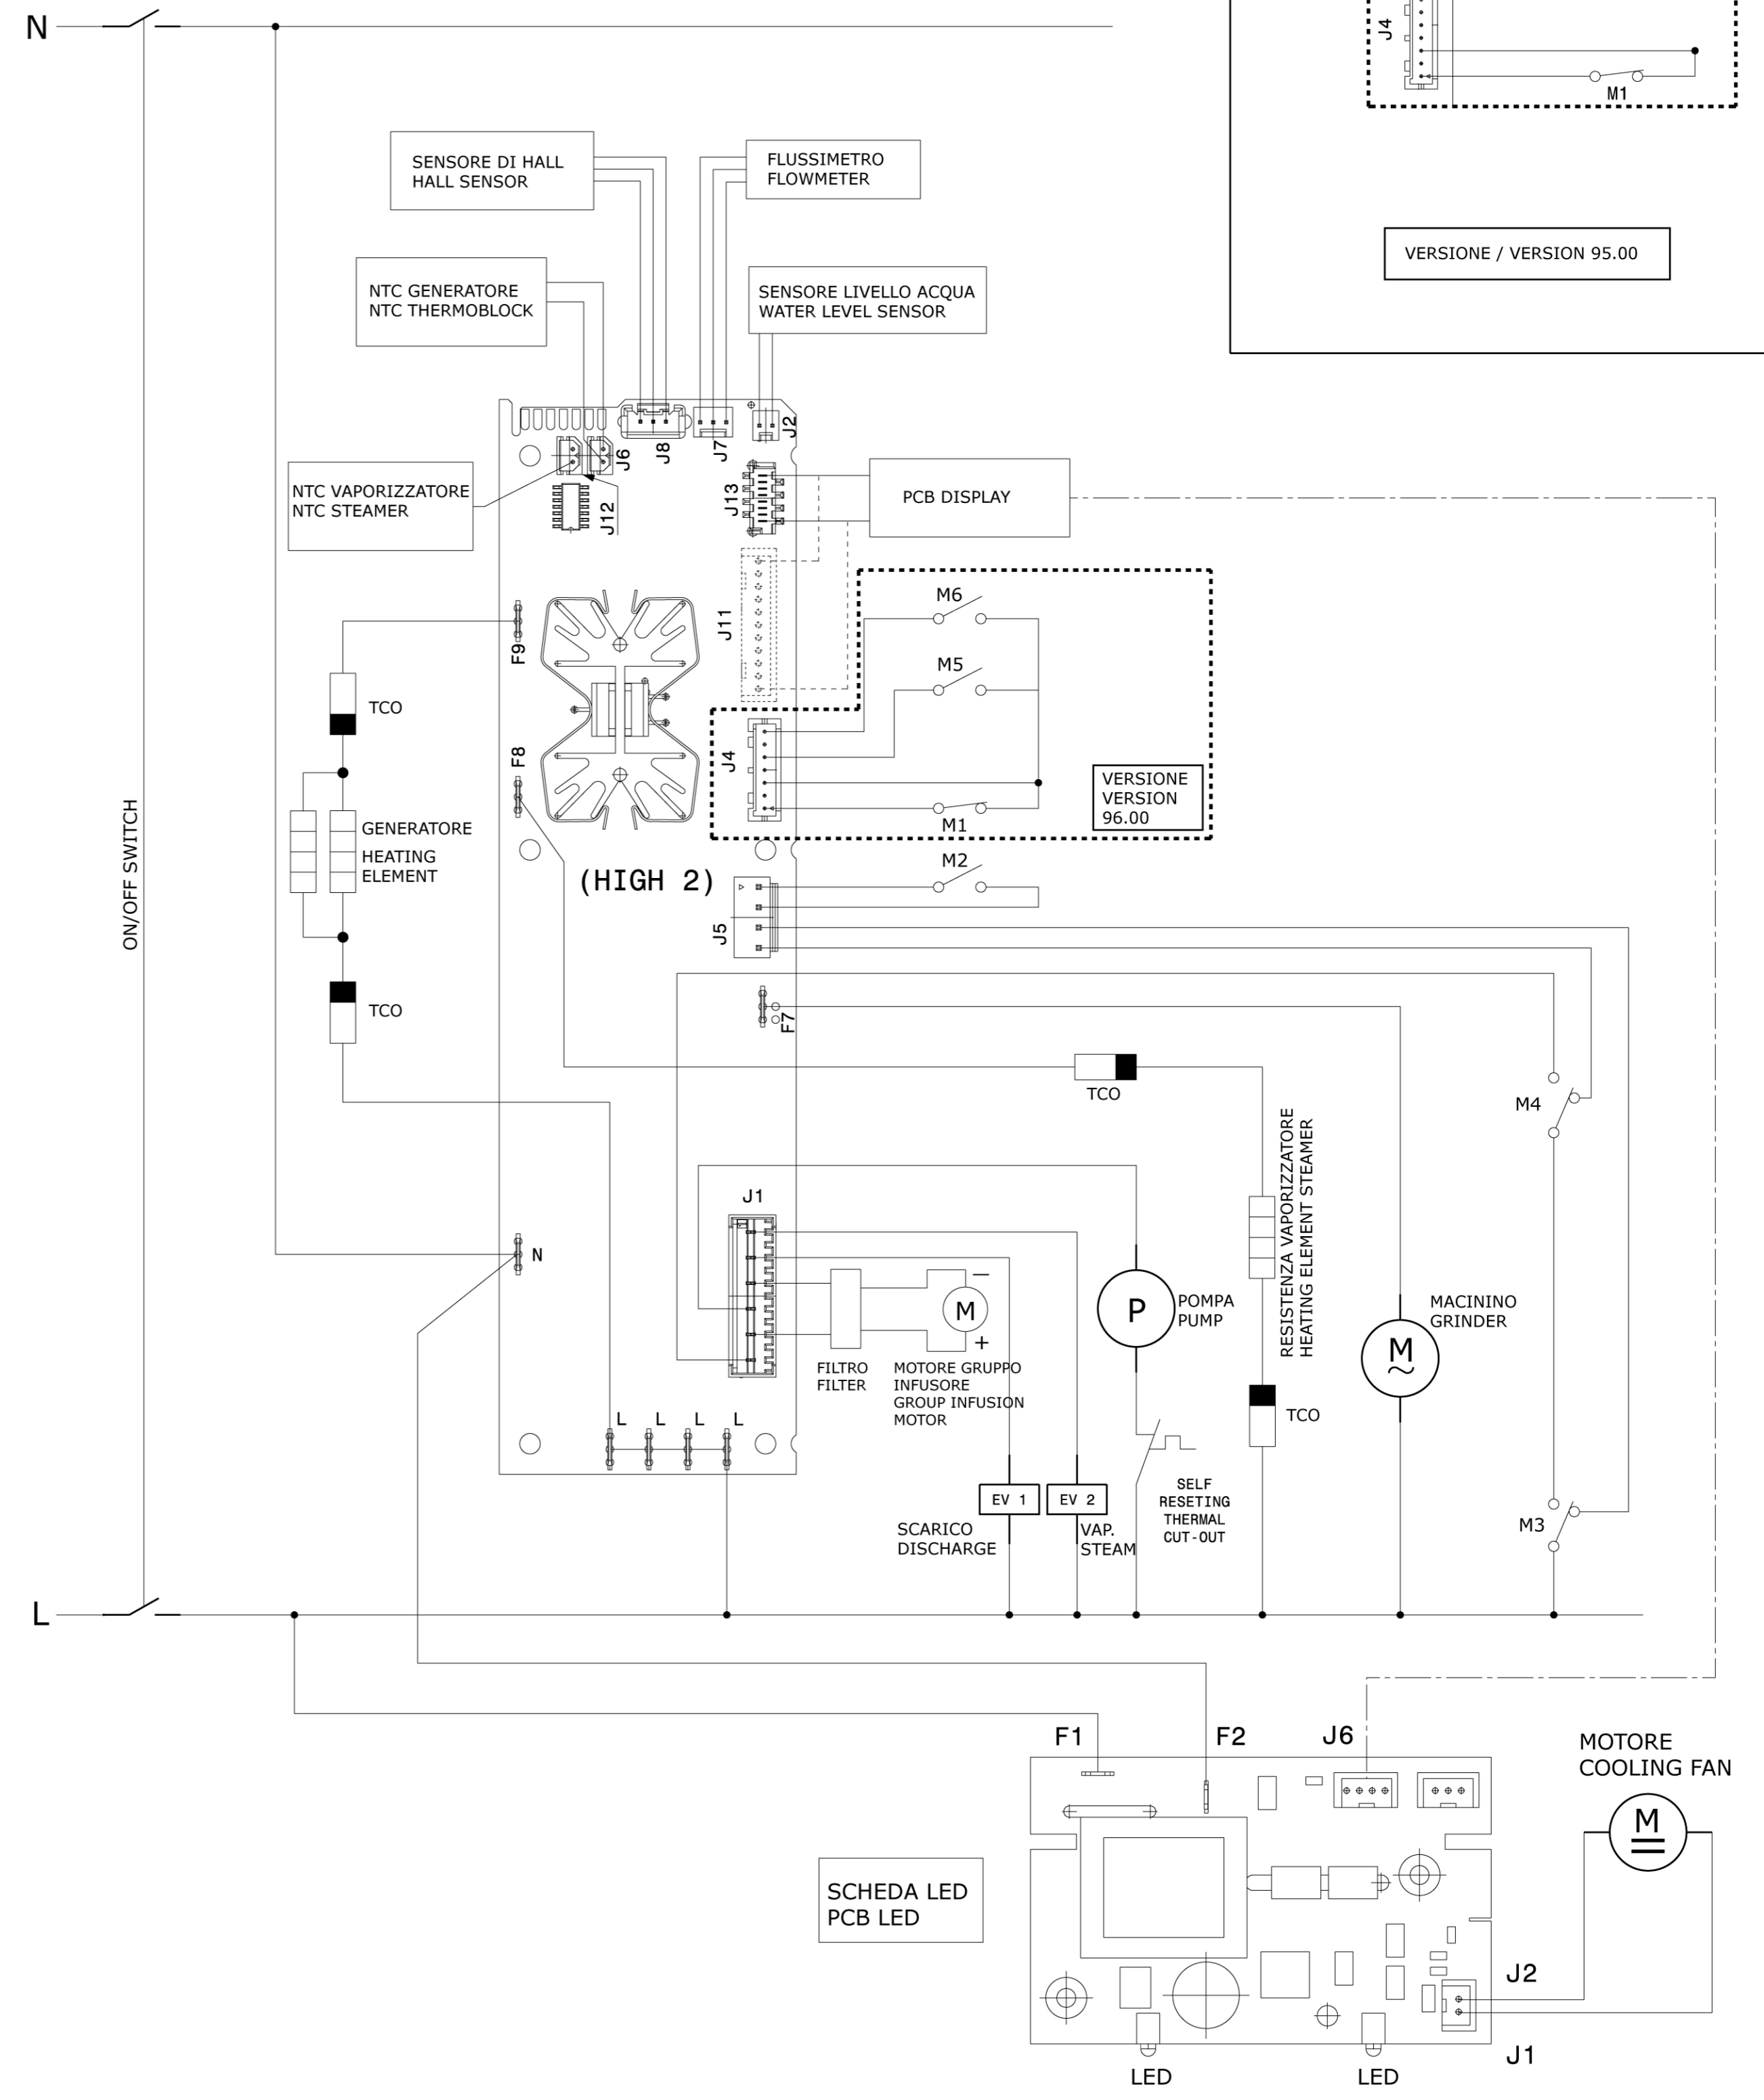 N
J4
M1
SENSORE DI HALL
HALL SENSOR
FLUSSIMETRO
FLOWMETER
VERSIONE / VERSION 95.00
NTC GENERATORE
NTC THERMOBLOCK
SENSORE LIVELLO ACQUA
WATER LEVEL SENSOR
J6
J8
J7
J2
NTC VAPORIZZATORE
NTC STEAMER
J12
J13
PCB DISPLAY
F9
J11
M6
M5
TCO
F8
J4
VERSIONE
VERSION
96.00
M1
GENERATORE
HEATING
ELEMENT
ON/OFF SWITCH
(HIGH 2)
M2
J5
TCO
F7
TCO
M4
RESISTENZA VAPORIZZATORE
HEATING ELEMENT STEAMER
J1
N
M
P
POMPA
PUMP
MACININO
GRINDER
M
FILTRO
FILTER
MOTORE GRUPPO
INFUSORE
GROUP INFUSION
MOTOR
TCO
L
L
L
L
EV 1
EV 2
SELF
RESETING
THERMAL
CUT-OUT
SCARICO
DISCHARGE
VAP.
STEAM
M3
L
F1
F2
J6
MOTORE
COOLING FAN
M
SCHEDA LED
PCB LED
J2
J1
LED
LED